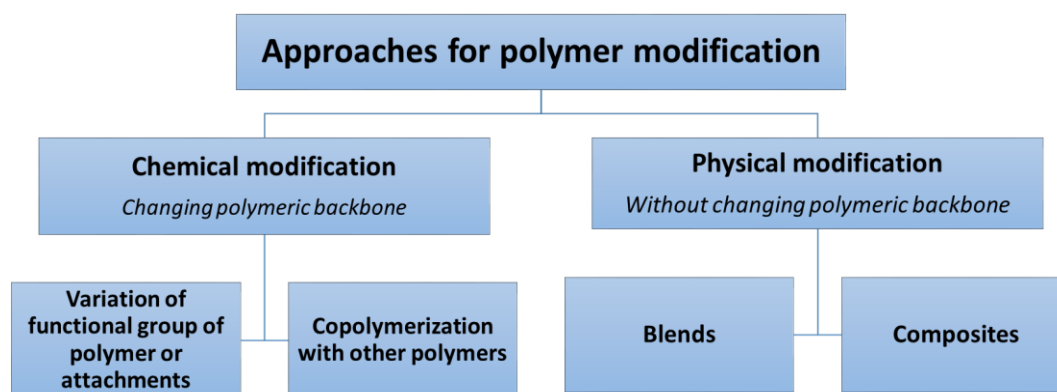 Approaches for polymer modification
Chemical modification
Changing polymeric backbone
Physical modification
Without changing polymeric backbone
Variation of
functional group of
polymer or
attachments
Copolymerization
with other polymers
Blends
Composites